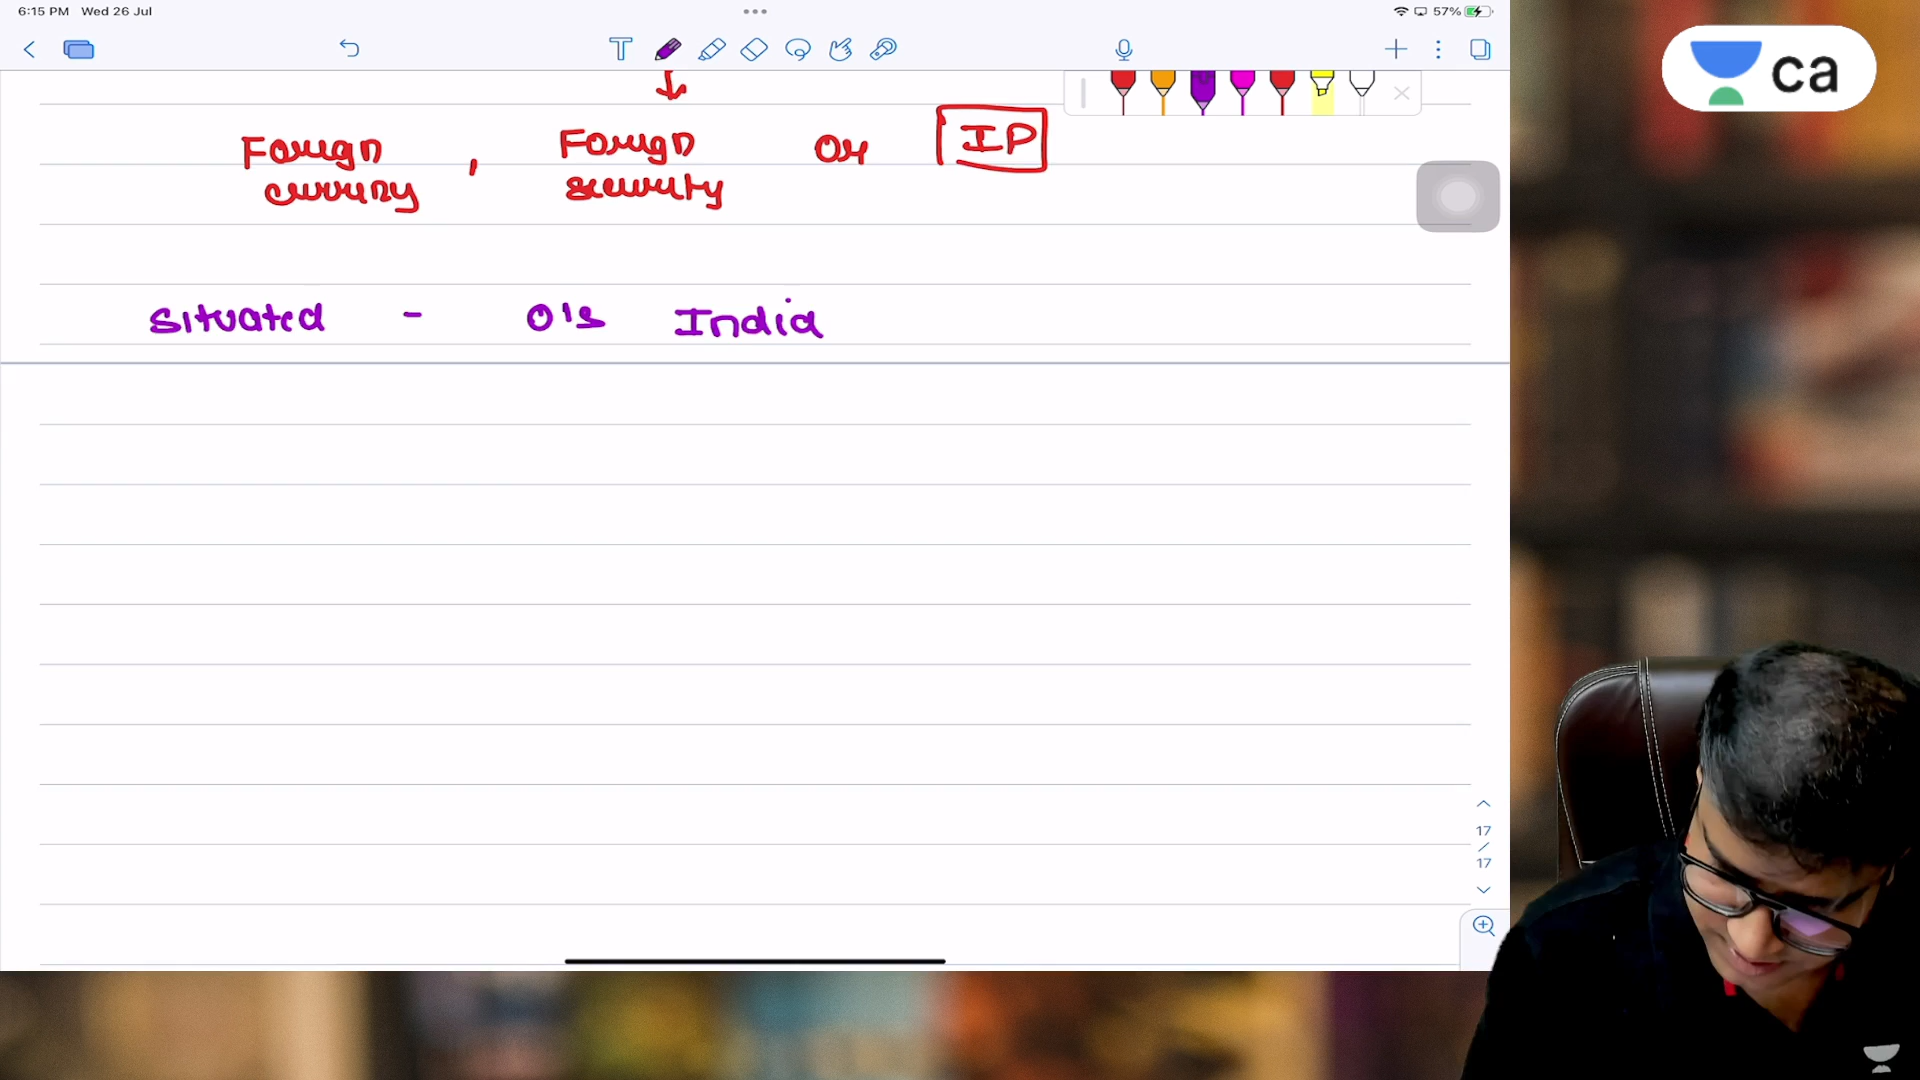 6:15 PM Wed 26 Jul
57%
ca
T
Foreign , Foreign or IP
currency security
Situated - O's India
17
/
17